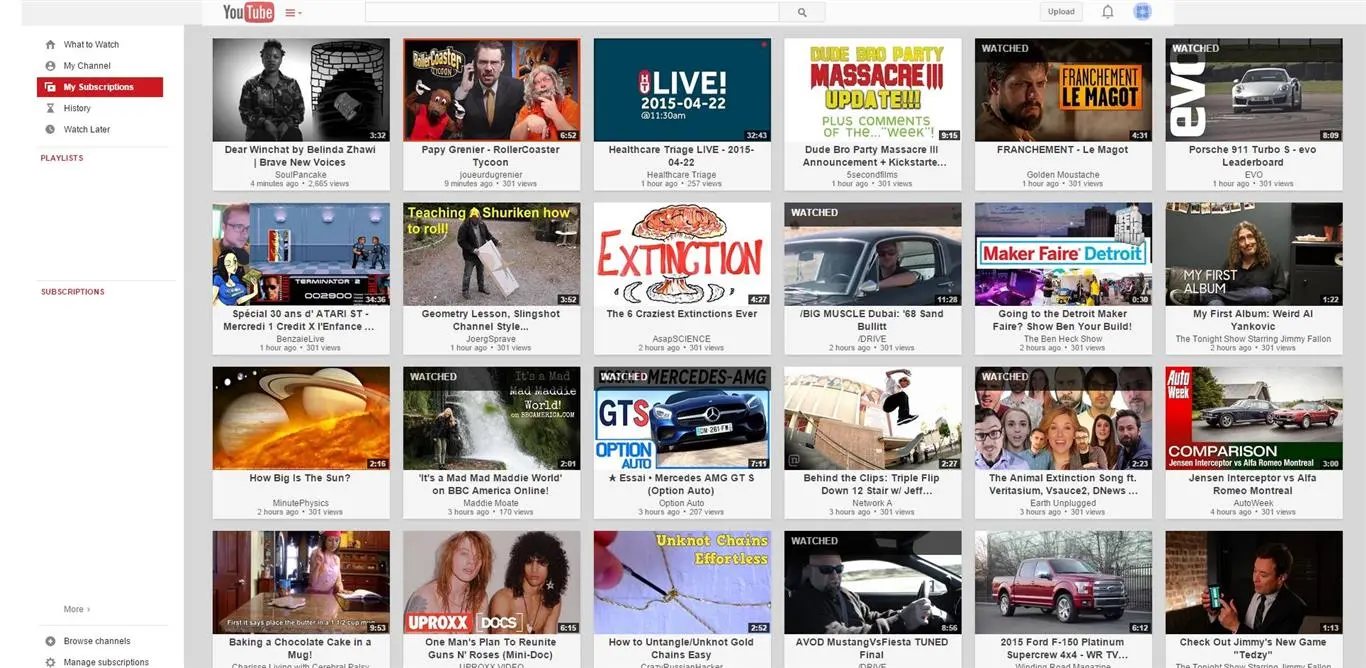 YouTube
Upload
What to Watch
My Channel
My Subscriptions
History
Watch Later
PLAYLISTS
SUBSCRIPTIONS
More ›
Browse channels
Manage subscriptions
3:32
Dear Winchat by Belinda Zhawi
| Brave New Voices
SoulPancake
4 minutes ago • 2,665 views
RollerCoaster
Tycoon
6:52
Papy Grenier - RollerCoaster
Tycoon
joueurdugrenier
9 minutes ago • 301 views
HT LIVE!
2015-04-22
@11:30am
32:43
Healthcare Triage LIVE - 2015-
04-22
Healthcare Triage
1 hour ago • 257 views
DUDE BRO PARTY
MASSACRE III
UPDATE!!!
PLUS COMMENTS
OF THE..."WEEK"!
9:15
Dude Bro Party Massacre III
Announcement + Kickstarte...
5secondfilms
1 hour ago • 301 views
WATCHED
FRANCHEMENT
LE MAGOT
4:31
FRANCHEMENT - Le Magot
Golden Moustache
1 hour ago • 301 views
WATCHED
evo
8:09
Porsche 911 Turbo S - evo
Leaderboard
EVO
1 hour ago • 301 views
TERMINATOR 2
002900
34:36
Spécial 30 ans d' ATARI ST -
Mercredi 1 Credit X l'Enfance ...
BenzaieLive
1 hour ago • 301 views
Teaching A Shuriken how
to roll!
3:52
Geometry Lesson, Slingshot
Channel Style...
JoergSprave
1 hour ago • 301 views
EXTINCTION
4:27
The 6 Craziest Extinctions Ever
AsapSCIENCE
2 hours ago • 301 views
WATCHED
11:28
/BIG MUSCLE Dubai: '68 Sand
Bullitt
/DRIVE
2 hours ago • 301 views
Maker Faire Detroit
0:30
Going to the Detroit Maker
Faire? Show Ben Your Build!
The Ben Heck Show
2 hours ago • 301 views
MY FIRST
ALBUM
1:22
My First Album: Weird Al
Yankovic
The Tonight Show Starring Jimmy Fallon
2 hours ago • 301 views
2:16
How Big Is The Sun?
MinutePhysics
2 hours ago • 301 views
WATCHED
It's a Mad
Mad Maddie
World!
on BBCAMERICA.COM
2:01
'It's a Mad Mad Maddie World'
on BBC America Online!
Maddie Moate
3 hours ago • 170 views
WATCHED
MERCEDES-AMG
GTS
OPTION
AUTO
7:11
★ Essai • Mercedes AMG GT S
(Option Auto)
Option Auto
3 hours ago • 207 views
2:27
Behind the Clips: Triple Flip
Down 12 Stair w/ Jeff...
Network A
3 hours ago • 301 views
WATCHED
2:23
The Animal Extinction Song ft.
Veritasium, Vsauce2, DNews ...
Earth Unplugged
3 hours ago • 301 views
Auto
Week
COMPARISON
Jensen Interceptor vs Alfa Romeo Montreal
3:00
Jensen Interceptor vs Alfa
Romeo Montreal
AutoWeek
4 hours ago • 301 views
First it says place the butter in a 1 1/2 cup mug
9:53
Baking a Chocolate Cake in a
Mug!
Charisse Living with Cerebral Palsy
UPROXX DOCS
6:15
One Man's Plan To Reunite
Guns N' Roses (Mini-Doc)
UPROXX VIDEO
Unknot Chains
Effortless
2:52
How to Untangle/Unknot Gold
Chains Easy
CrazyRussianHacker
WATCHED
8:56
AVOD MustangVsFiesta TUNED
Final
/DRIVE
6:12
2015 Ford F-150 Platinum
Supercrew 4x4 - WR TV...
Winding Road Magazine
1:13
Check Out Jimmy's New Game
"Tedzy"
The Tonight Show Starring Jimmy Fallon